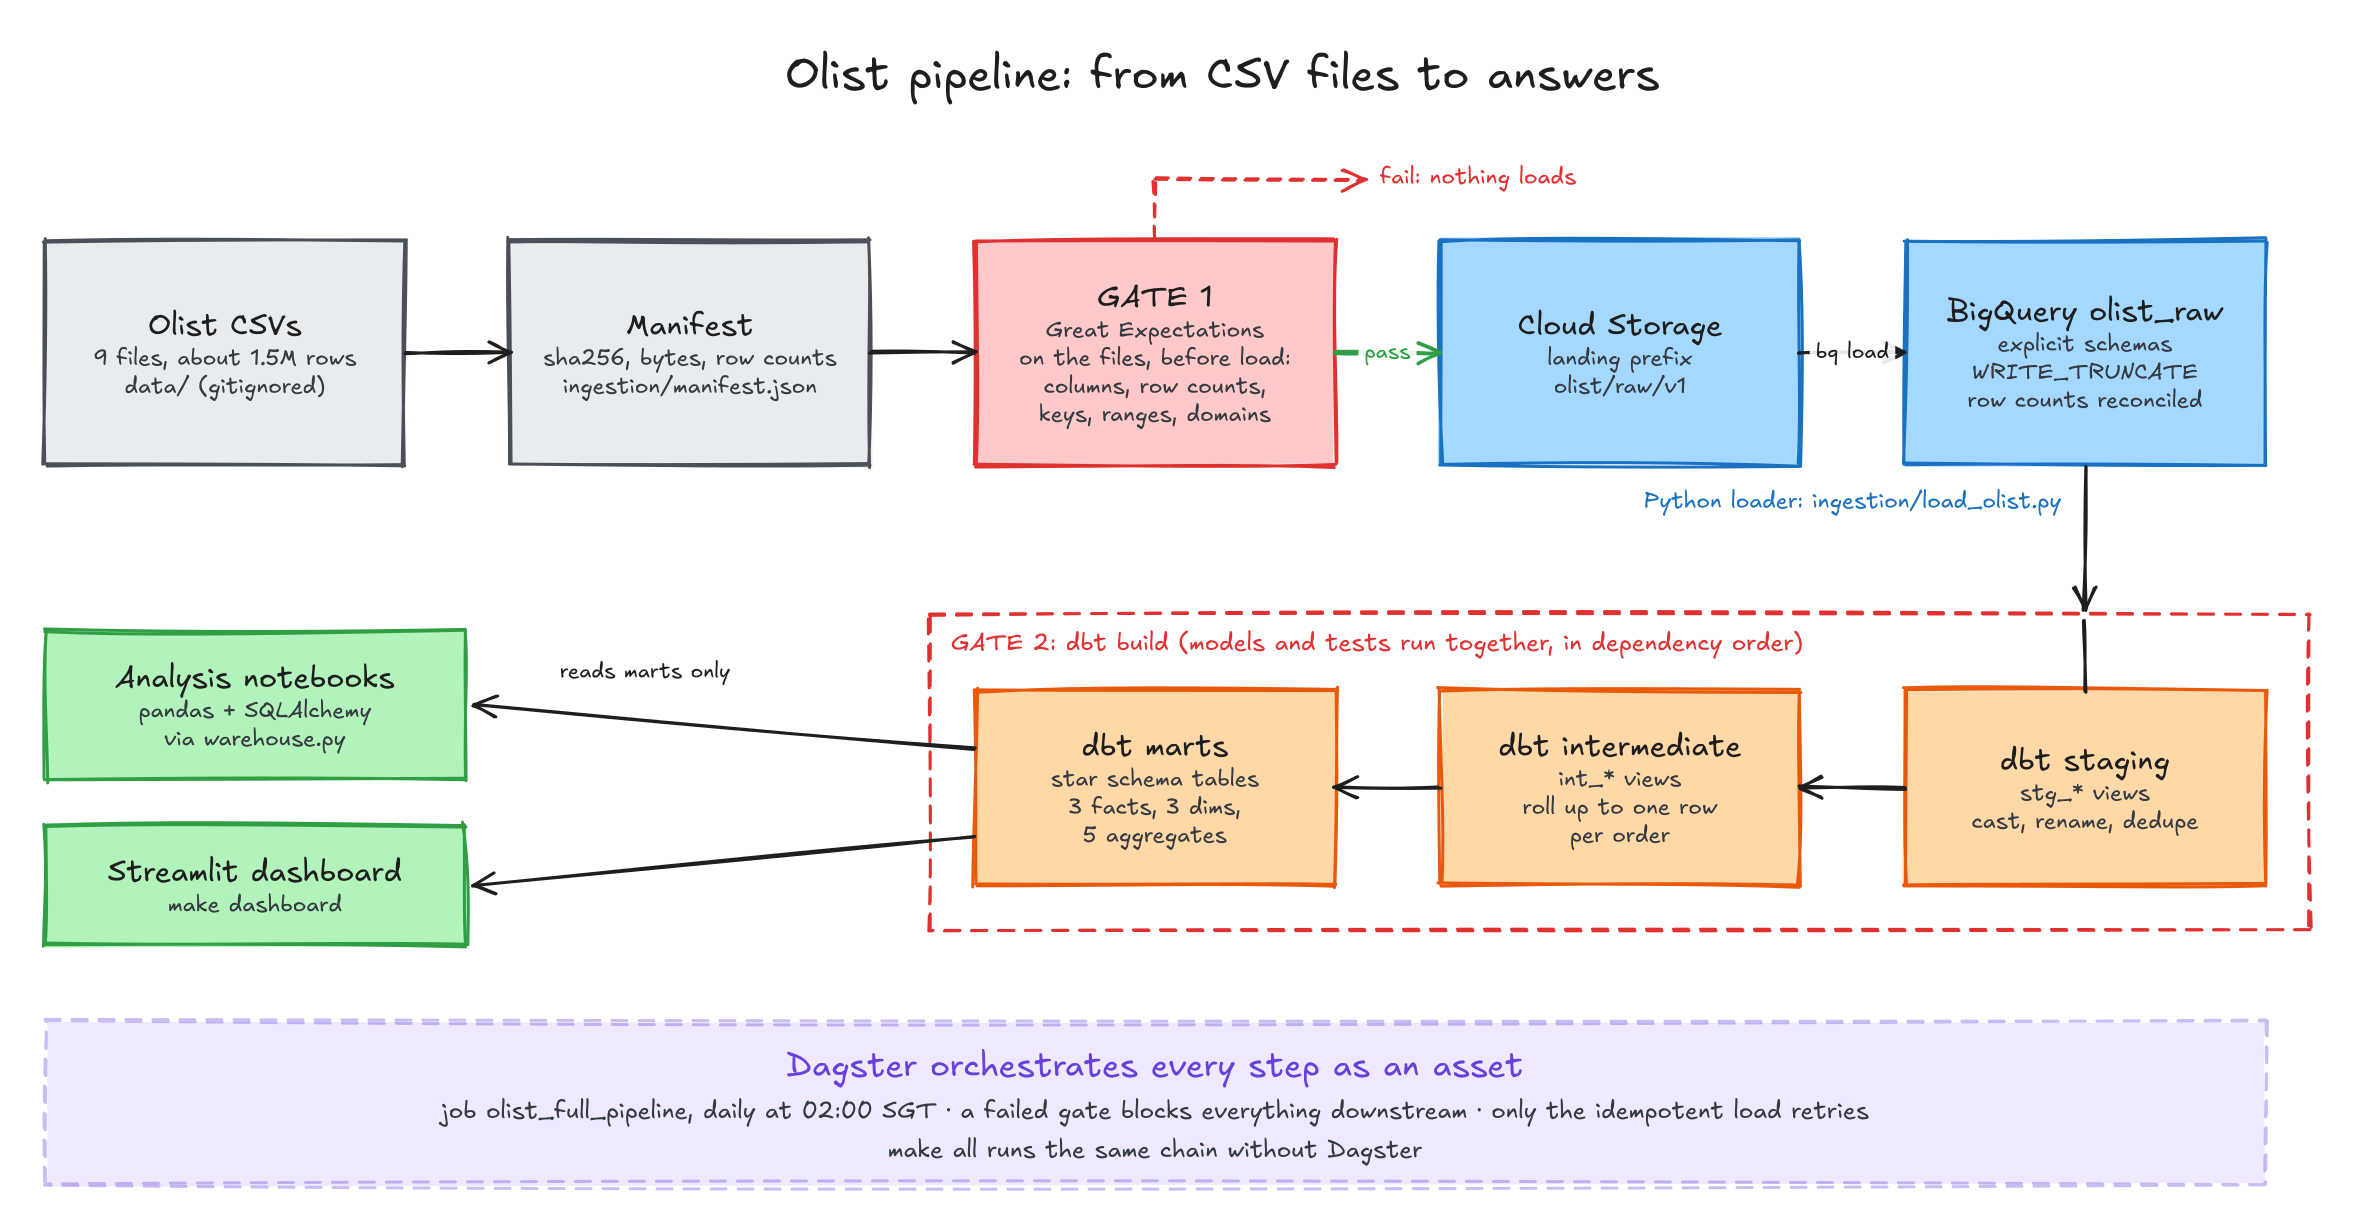 Olist pipeline: from CSV files to answers
fail: nothing loads
Olist CSVs
9 files, about 1.5M rows
data/ (gitignored)
Manifest
sha256, bytes, row counts
ingestion/manifest.json
GATE 1
Great Expectations
on the files, before load:
columns, row counts,
keys, ranges, domains
pass
Cloud Storage
landing prefix
olist/raw/v1
bq load
BigQuery olist_raw
explicit schemas
WRITE_TRUNCATE
row counts reconciled
Python loader: ingestion/load_olist.py
GATE 2: dbt build (models and tests run together, in dependency order)
dbt staging
stg_* views
cast, rename, dedupe
dbt intermediate
int_* views
roll up to one row
per order
dbt marts
star schema tables
3 facts, 3 dims,
5 aggregates
reads marts only
Analysis notebooks
pandas + SQLAlchemy
via warehouse.py
Streamlit dashboard
make dashboard
Dagster orchestrates every step as an asset
job olist_full_pipeline, daily at 02:00 SGT · a failed gate blocks everything downstream · only the idempotent load retries
make all runs the same chain without Dagster